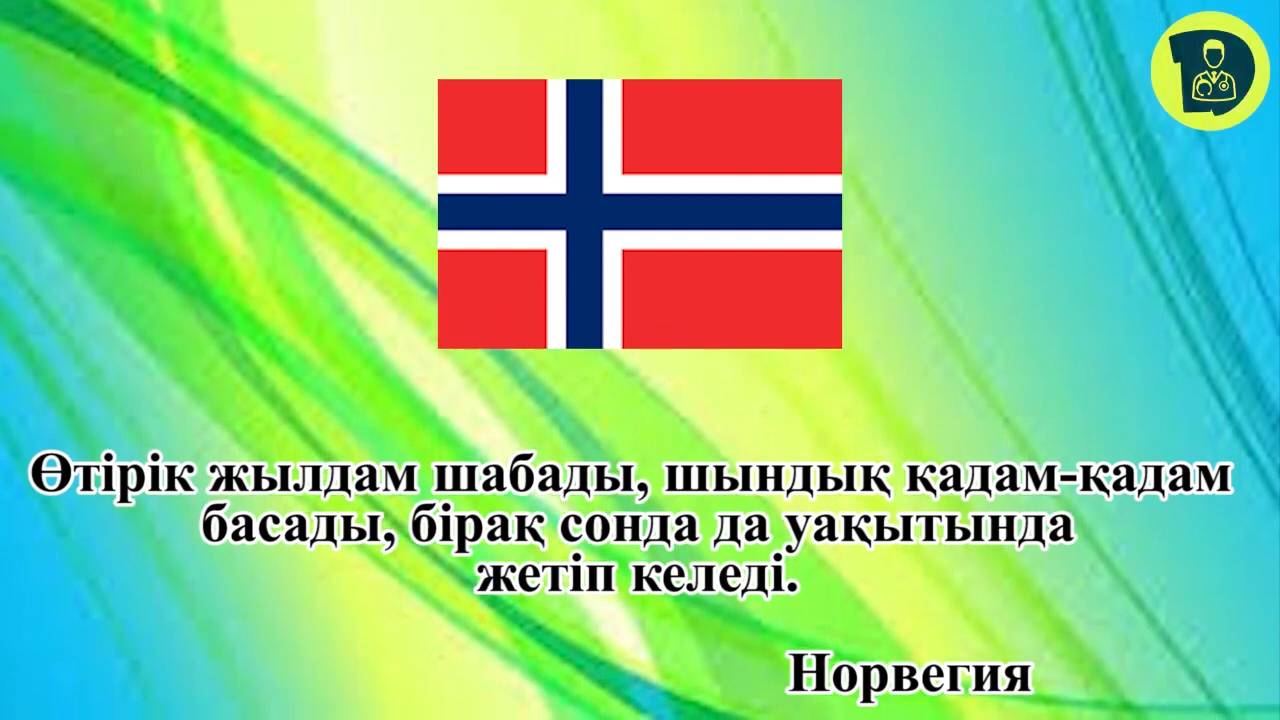 Өтірік жылдам шабады, шындық қадам-қадам
басады, бірақ сонда да уақытында
жетіп келеді.
Норвегия